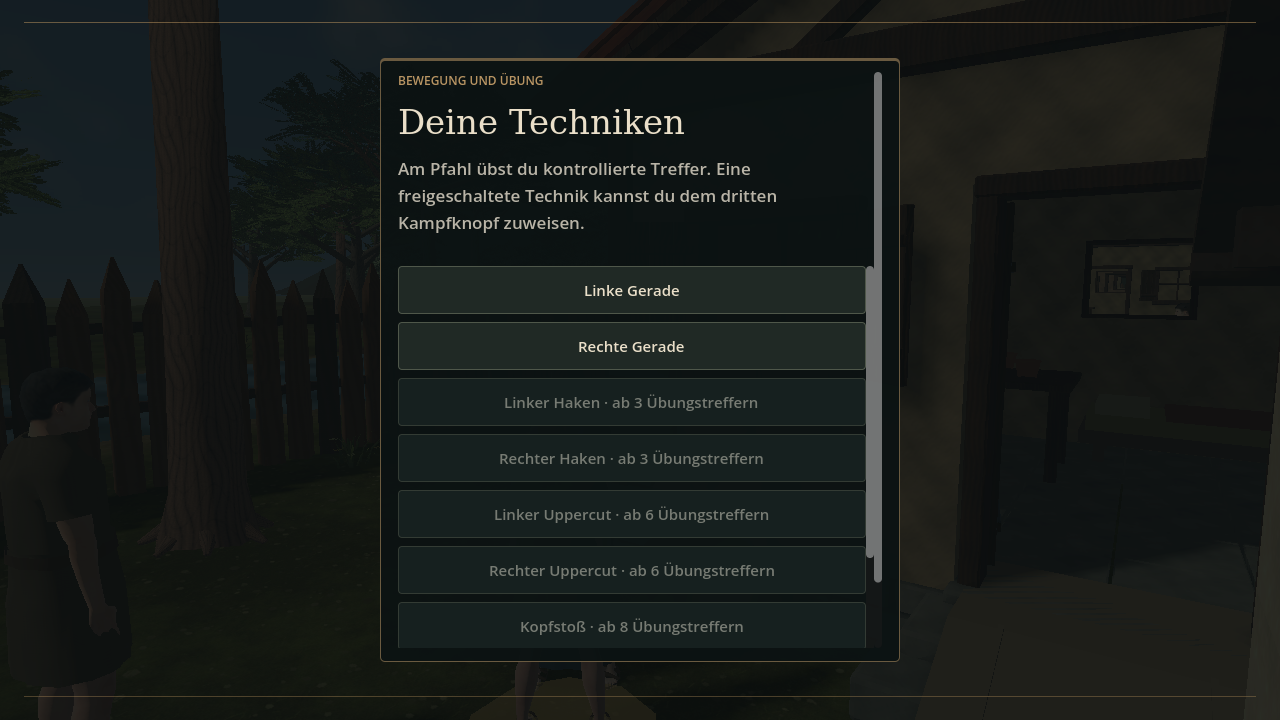 BEWEGUNG UND ÜBUNG
Deine Techniken
Am Pfahl übst du kontrollierte Treffer. Eine
freigeschaltete Technik kannst du dem dritten
Kampfknopf zuweisen.
Linke Gerade
Rechte Gerade
Linker Haken · ab 3 Übungstreffern
Rechter Haken · ab 3 Übungstreffern
Linker Uppercut · ab 6 Übungstreffern
Rechter Uppercut · ab 6 Übungstreffern
Kopfstoß · ab 8 Übungstreffern